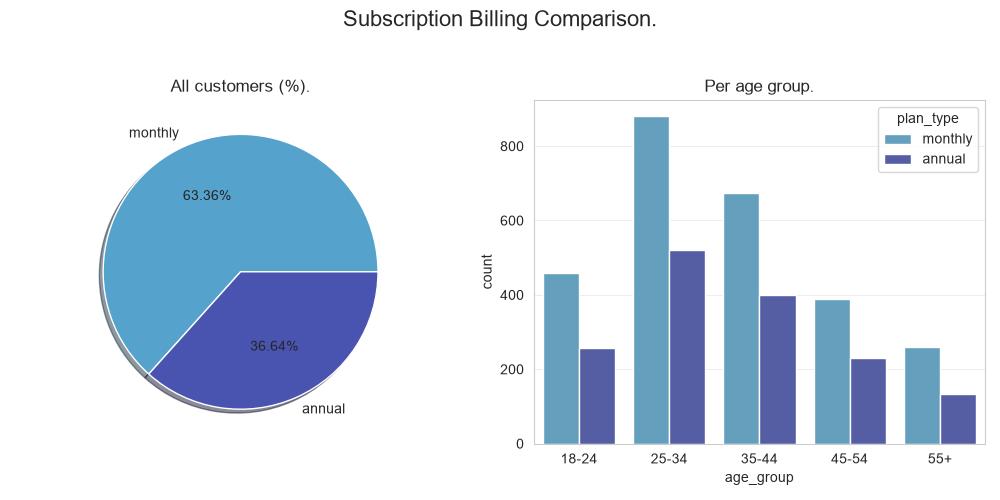 Subscription Billing Comparison.
All customers (%).
monthly
63.36%
36.64%
annual
Per age group.
plan_type
monthly
annual
800
600
400
200
0
count
18-24 25-34 35-44 45-54 55+
age_group